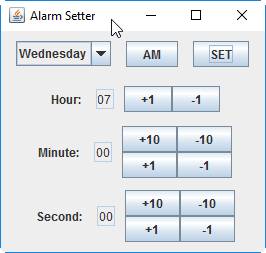 Alarm Setter
Wednesday AM SET
Hour: 07 +1 -1
Minute: 00 +10 -10
+1 -1
Second: 00 +10 -10
+1 -1